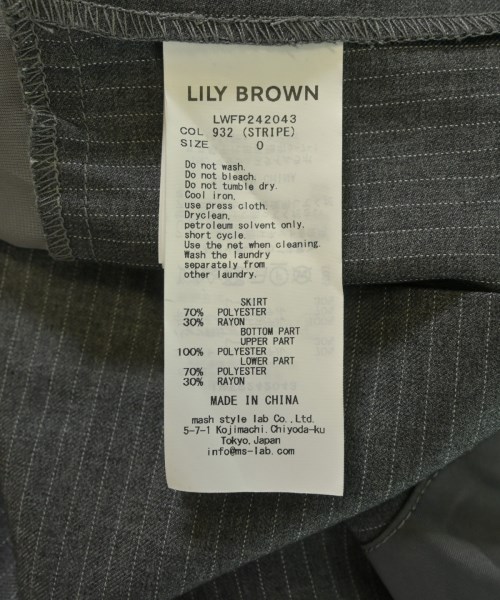 LILY BROWN
LWFP242043
COL 932 (STRIPE)
SIZE 0
Do not wash.
Do not bleach.
Do not tumble dry.
Cool iron,
use press cloth.
Dryclean,
petroleum solvent only.
short cycle.
Use the net when cleaning.
Wash the laundry
separately from
other laundry.
SKIRT
70% POLYESTER
30% RAYON
BOTTOM PART
UPPER PART
100% POLYESTER
LOWER PART
70% POLYESTER
30% RAYON
MADE IN CHINA
mash style lab Co.,Ltd.
5-7-1 Kojimachi,Chiyoda-ku
Tokyo,Japan
info@ms-lab.com